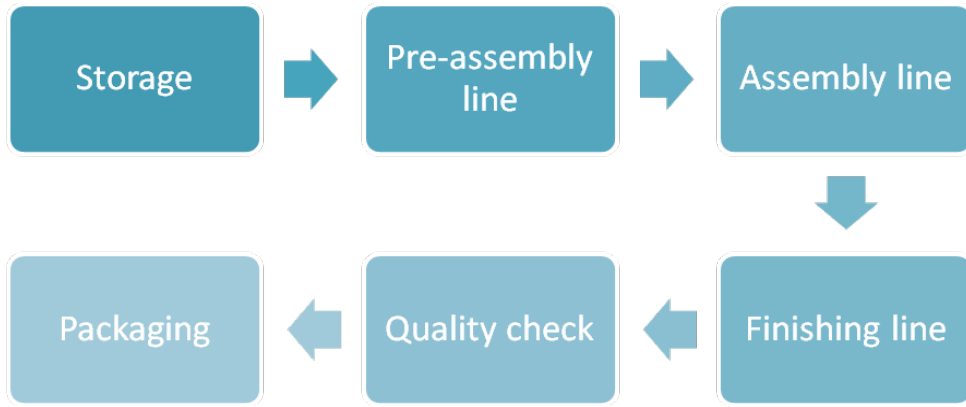 Storage
Pre-assembly
line
Assembly line
Finishing line
Quality check
Packaging